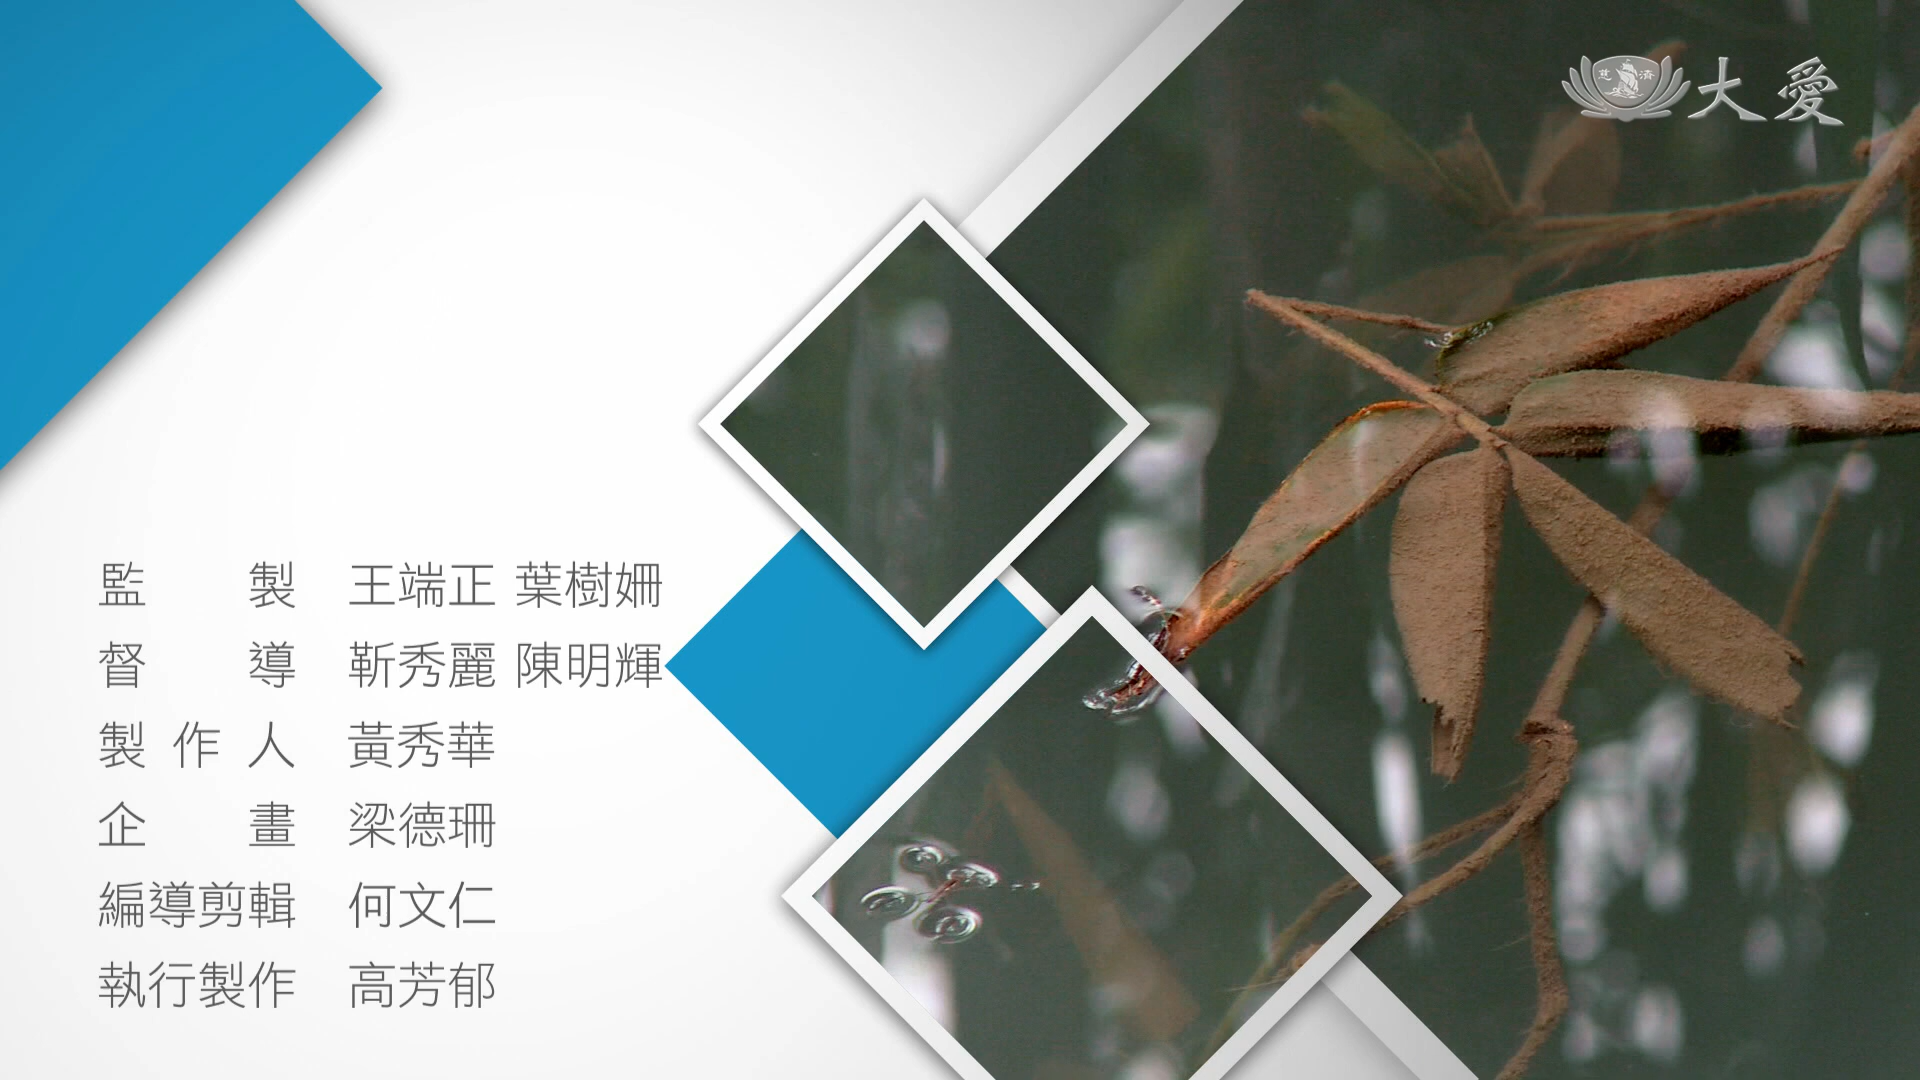 慈濟 大愛
監製 王端正 葉樹姍
督導 靳秀麗 陳明輝
製作人 黃秀華
企畫 梁德珊
編導剪輯 何文仁
執行製作 高芳郁